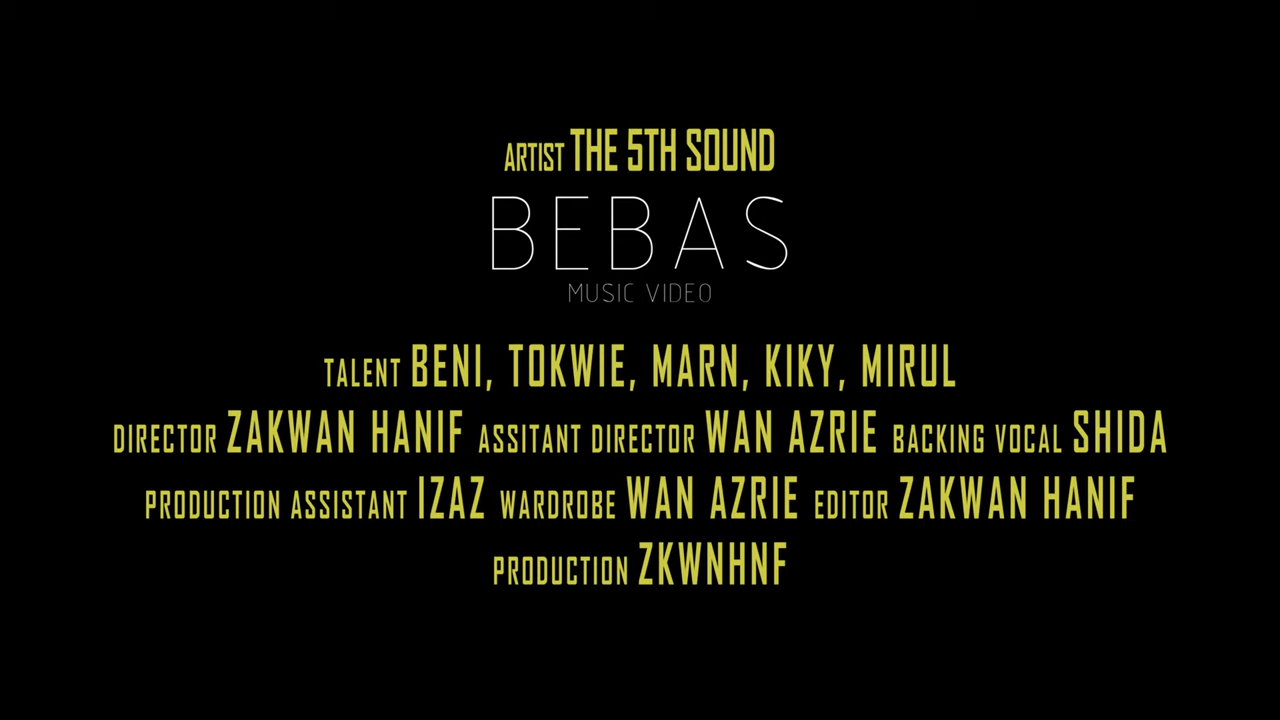 ARTIST THE 5TH SOUND
BEBAS
MUSIC VIDEO
TALENT BENI, TOKWIE, MARN, KIKY, MIRUL
DIRECTOR ZAKWAN HANIF ASSITANT DIRECTOR WAN AZRIE BACKING VOCAL SHIDA
PRODUCTION ASSISTANT IZAZ WARDROBE WAN AZRIE EDITOR ZAKWAN HANIF
PRODUCTION ZKWNHNF